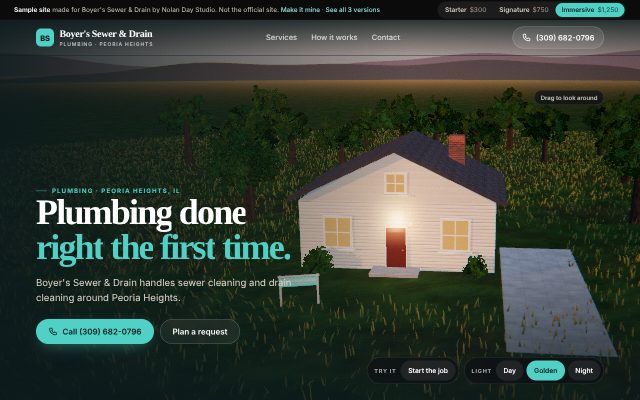 Sample site made for Boyer's Sewer & Drain by Nolan Day Studio. Not the official site. Make it mine · See all 3 versions
Starter $300 Signature $750 Immersive $1,250
BS
Boyer's Sewer & Drain
PLUMBING · PEORIA HEIGHTS
Services How it works Contact
(309) 682-0796
Drag to look around
PLUMBING · PEORIA HEIGHTS, IL
Plumbing done
right the first time.
Boyer's Sewer & Drain handles sewer cleaning and drain
cleaning around Peoria Heights.
Call (309) 682-0796
Plan a request
TRY IT Start the job
LIGHT Day Golden Night